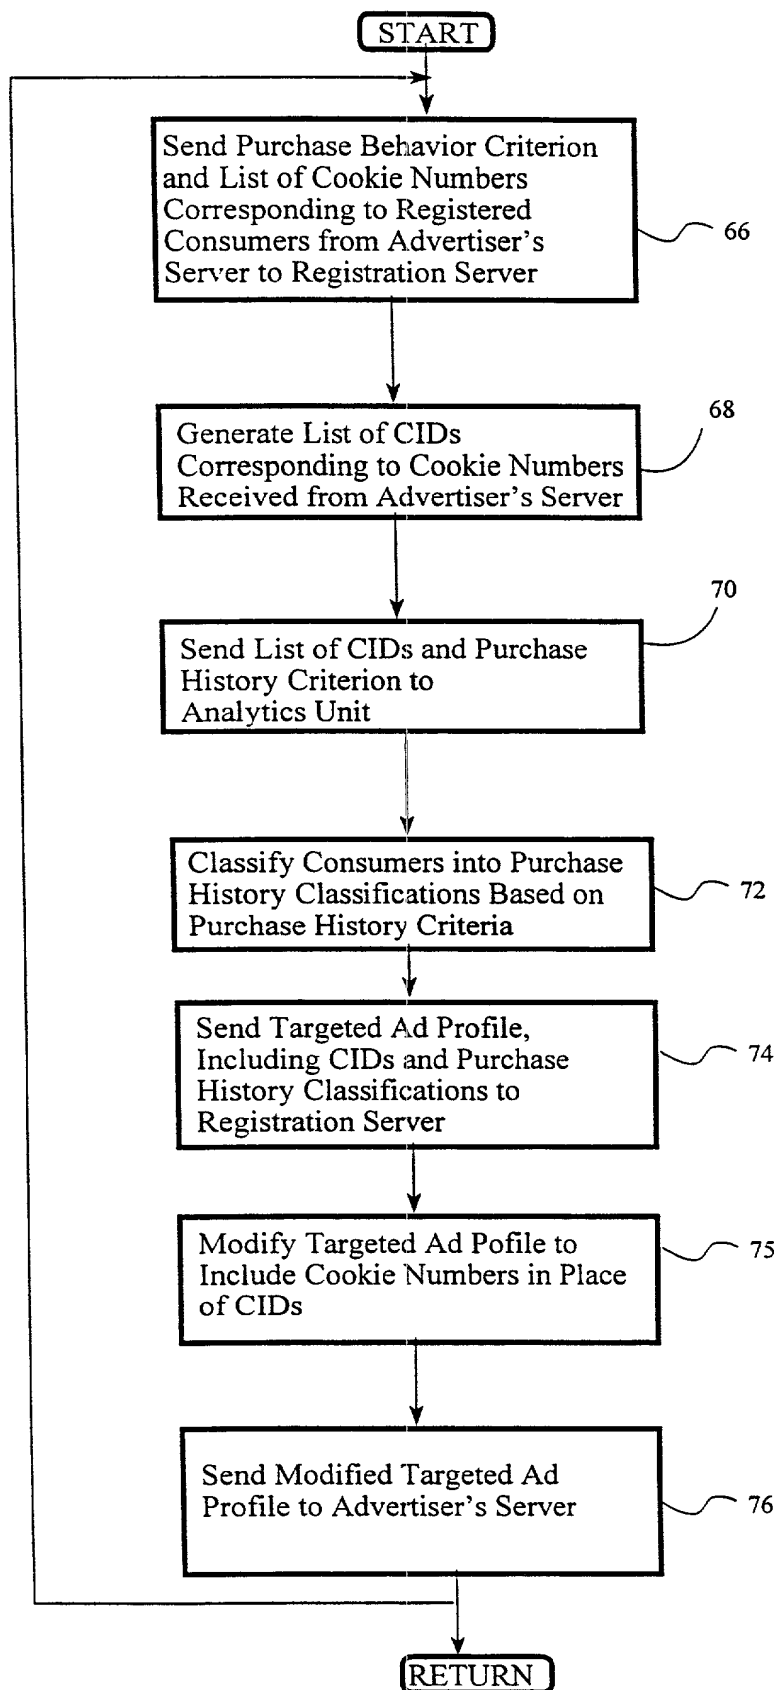 START
Send Purchase Behavior Criterion
and List of Cookie Numbers
Corresponding to Registered
Consumers from Advertiser's
Server to Registration Server
66
68
Generate List of CIDs
Corresponding to Cookie Numbers
Received from Advertiser's Server
70
Send List of CIDs and Purchase
History Criterion to
Analytics Unit
Classify Consumers into Purchase
History Classifications Based on
Purchase History Criteria
72
Send Targeted Ad Profile,
Including CIDs and Purchase
History Classifications to
Registration Server
74
Modify Targeted Ad Pofile to
Include Cookie Numbers in Place
of CIDs
75
Send Modified Targeted Ad
Profile to Advertiser's Server
76
RETURN